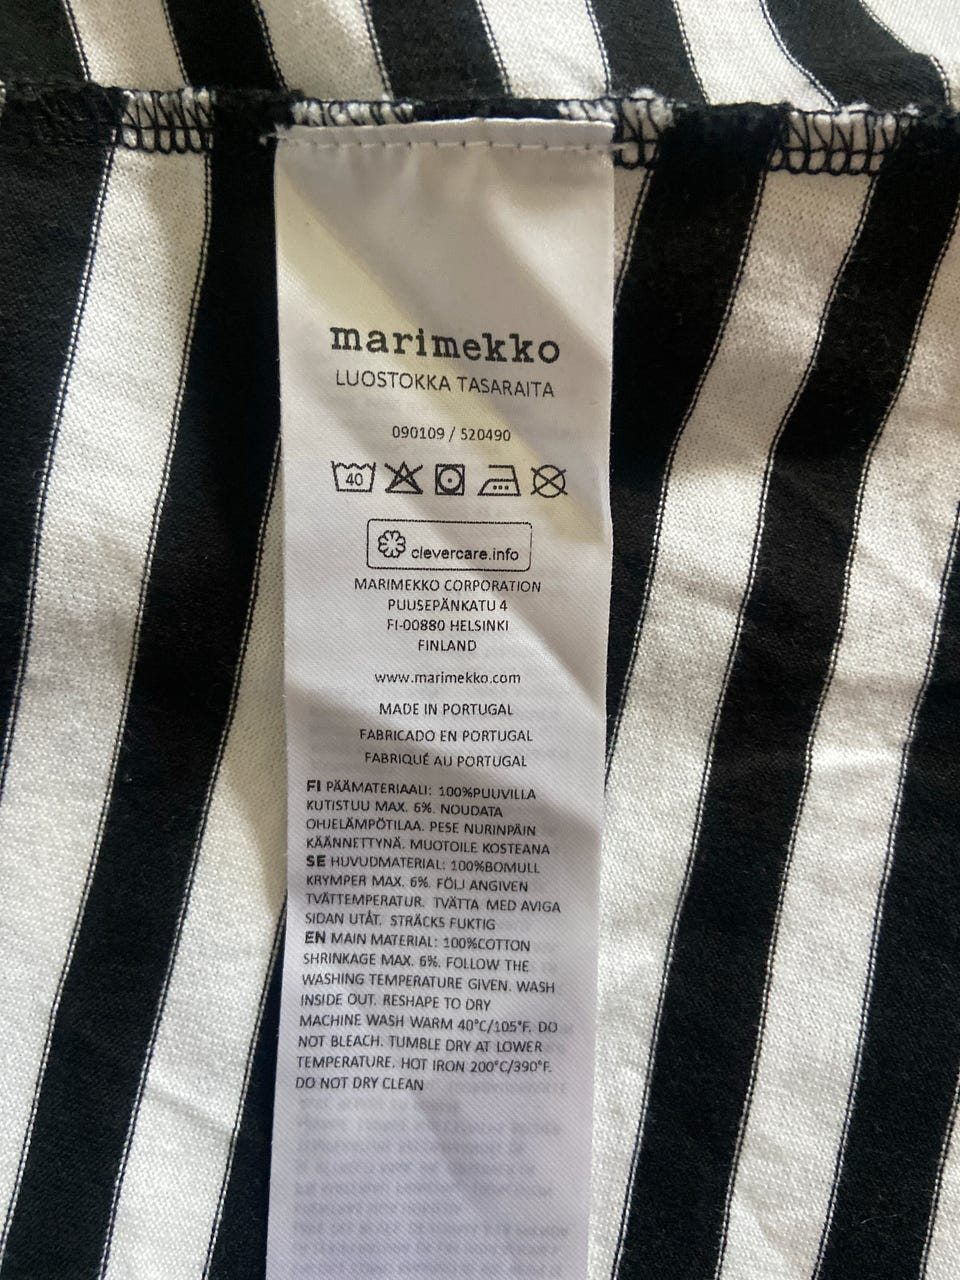 marimekko
LUOSTOKKA TASARAITA
090109 / 520490
40
clevercare.info
MARIMEKKO CORPORATION
PUUSEPÄNKATU 4
FI-00880 HELSINKI
FINLAND
www.marimekko.com
MADE IN PORTUGAL
FABRICADO EN PORTUGAL
FABRIQUÉ AU PORTUGAL
FI PÄÄMATERIAALI: 100%PUUVILLA
KUTISTUU MAX. 6%. NOUDATA
OHJELÄMPÖTILAA. PESE NURINPÄIN
KÄÄNNETTYNÄ. MUOTOILE KOSTEANA
SE HUVUDMATERIAL: 100%BOMULL
KRYMPER MAX. 6%. FÖLJ ANGIVEN
TVÄTTEMPERATUR. TVÄTTA MED AVIGA
SIDAN UTÅT. STRÄCKS FUKTIG
EN MAIN MATERIAL: 100%COTTON
SHRINKAGE MAX. 6%. FOLLOW THE
WASHING TEMPERATURE GIVEN. WASH
INSIDE OUT. RESHAPE TO DRY
MACHINE WASH WARM 40°C/105°F. DO
NOT BLEACH. TUMBLE DRY AT LOWER
TEMPERATURE. HOT IRON 200°C/390°F.
DO NOT DRY CLEAN